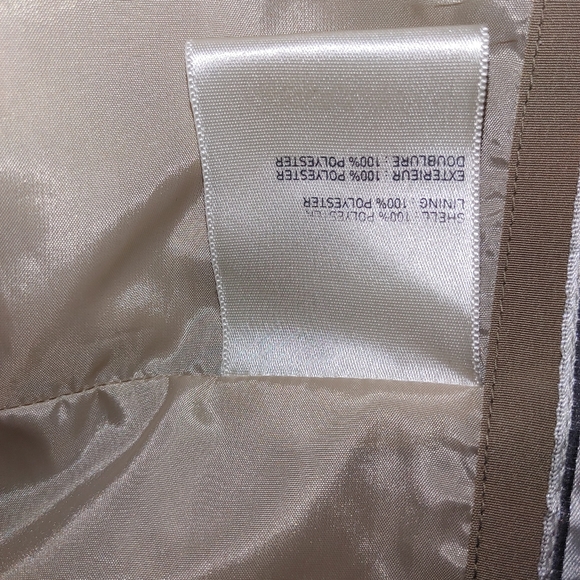 SHELL : 100% POLYESTER
LINING : 100% POLYESTER
EXTERIEUR : 100% POLYESTER
DOUBLURE : 100% POLYESTER